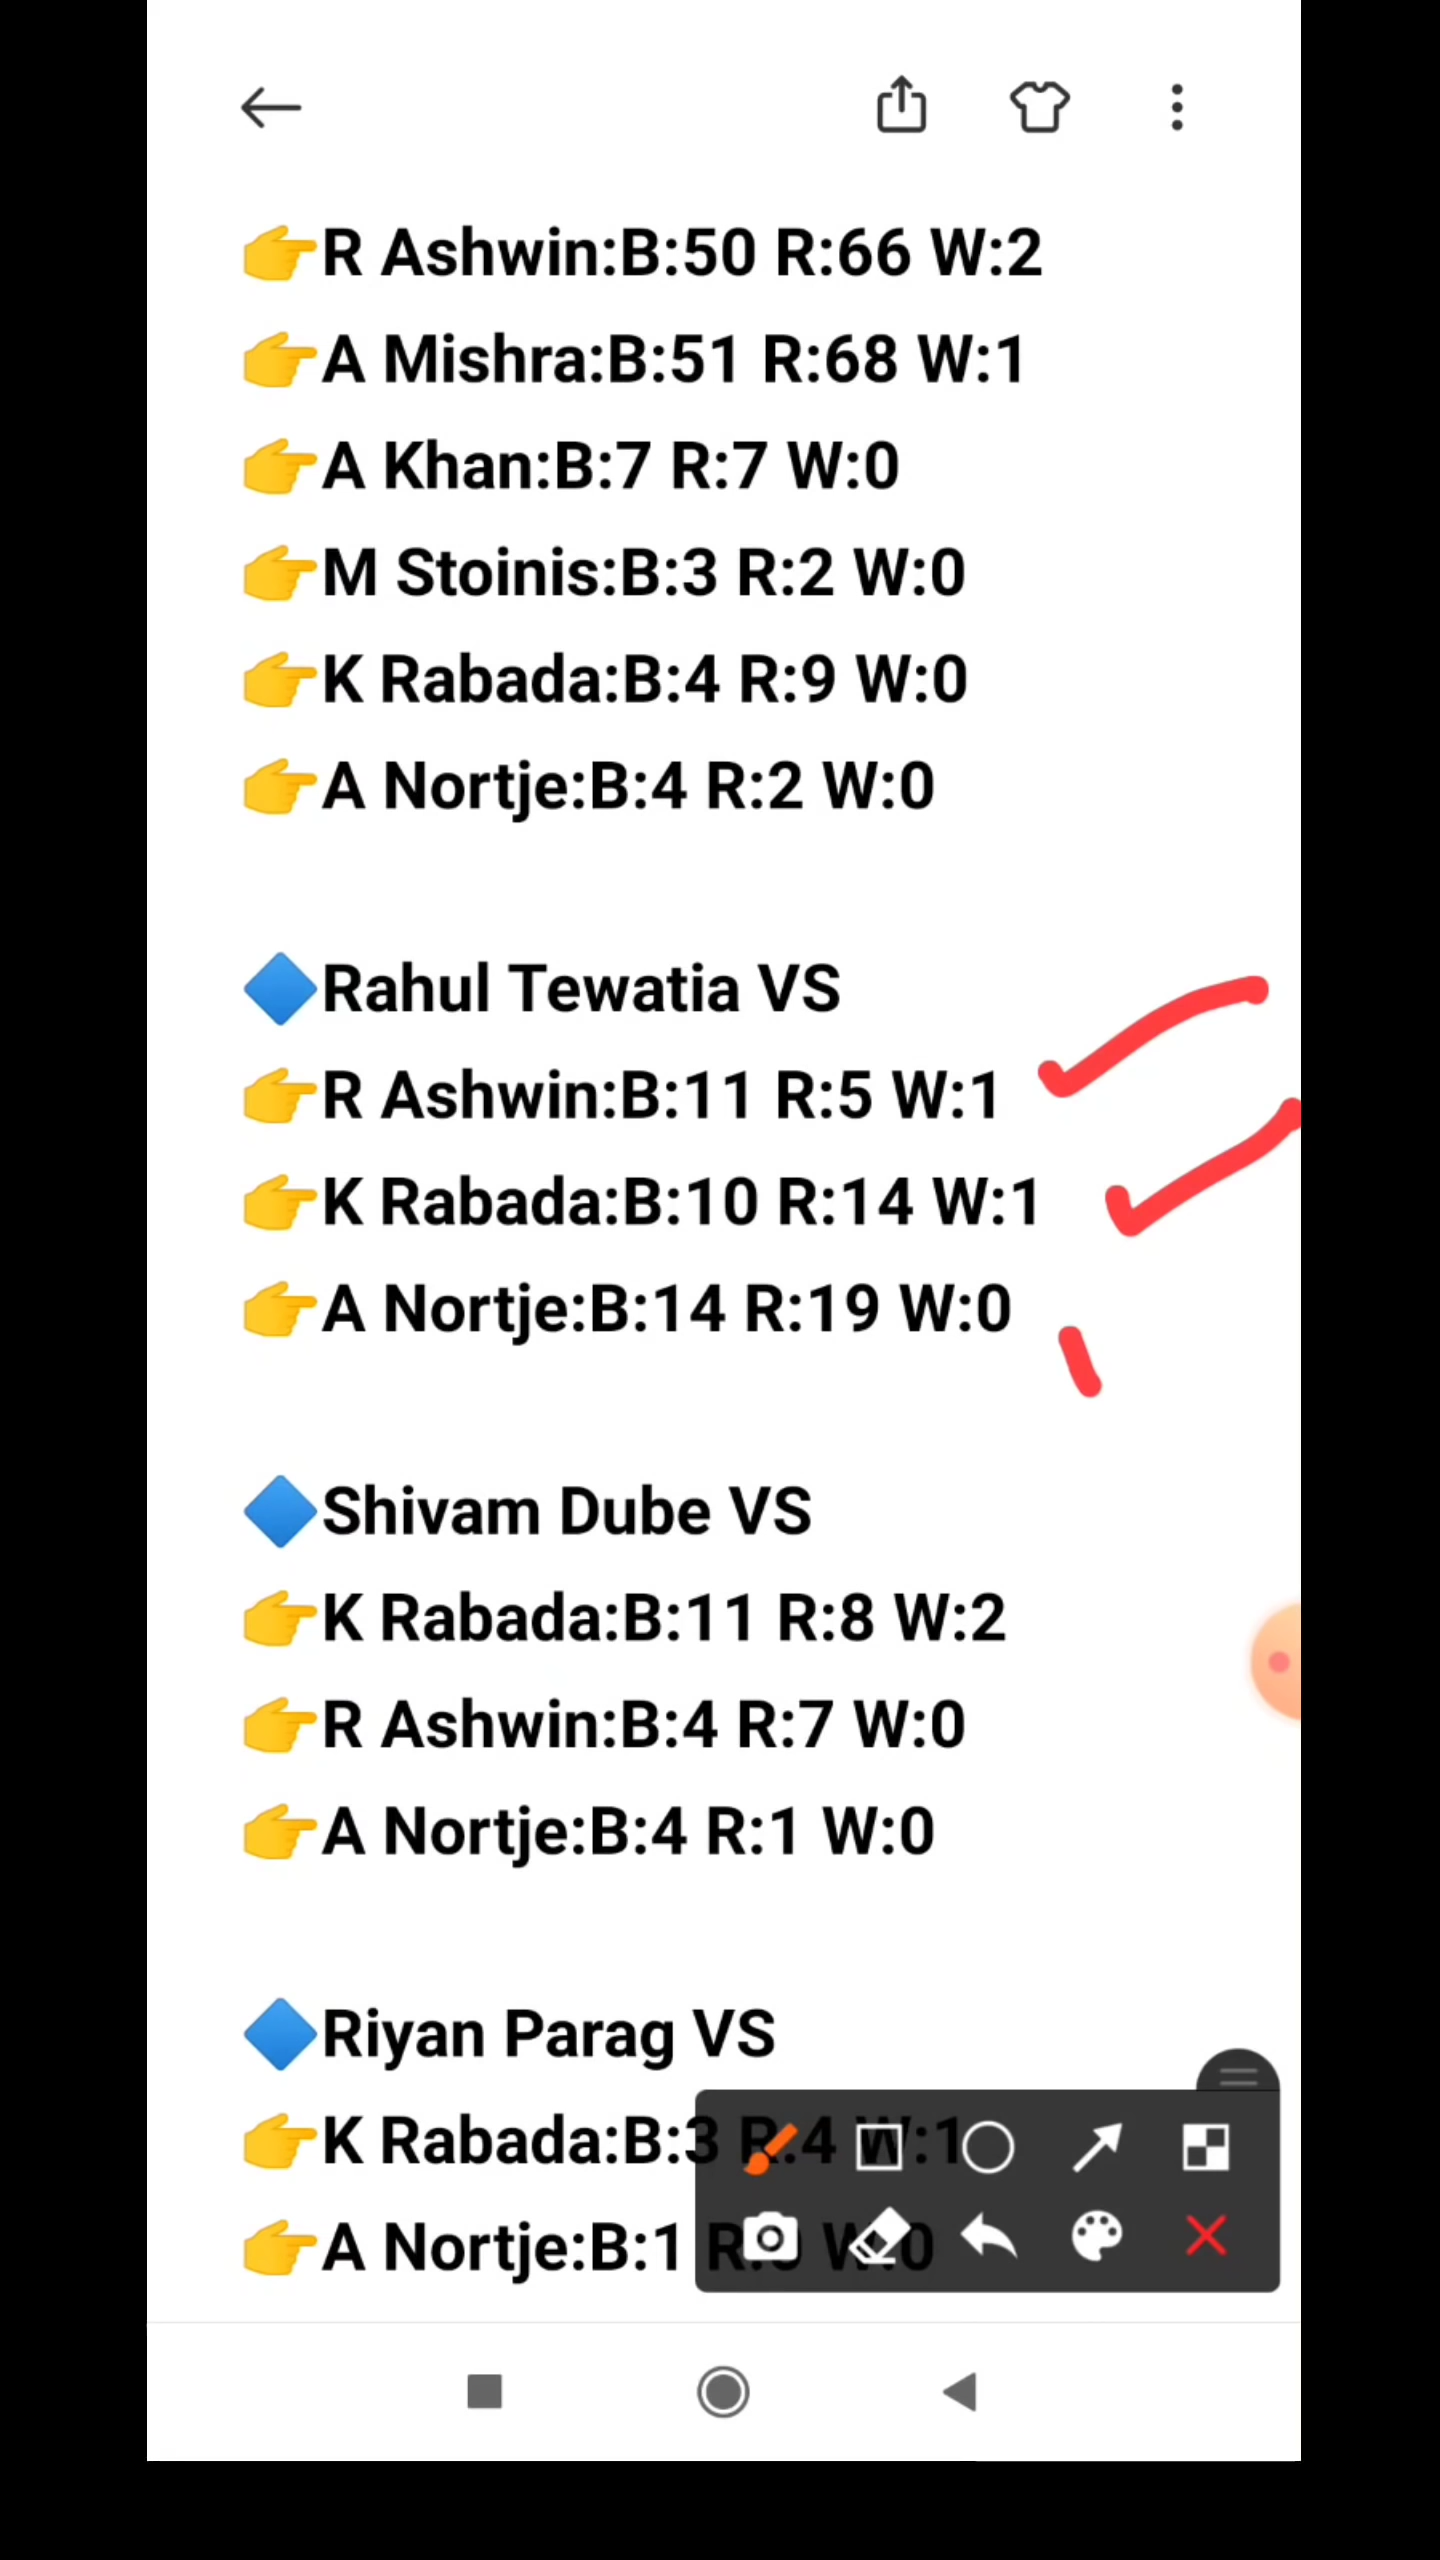 👉R Ashwin:B:50 R:66 W:2
👉A Mishra:B:51 R:68 W:1
👉A Khan:B:7 R:7 W:0
👉M Stoinis:B:3 R:2 W:0
👉K Rabada:B:4 R:9 W:0
👉A Nortje:B:4 R:2 W:0
🔷Rahul Tewatia VS
👉R Ashwin:B:11 R:5 W:1
👉K Rabada:B:10 R:14 W:1
👉A Nortje:B:14 R:19 W:0
🔷Shivam Dube VS
👉K Rabada:B:11 R:8 W:2
👉R Ashwin:B:4 R:7 W:0
👉A Nortje:B:4 R:1 W:0
🔷Riyan Parag VS
👉K Rabada:B:3 R:4 W:1
👉A Nortje:B:1 W:0